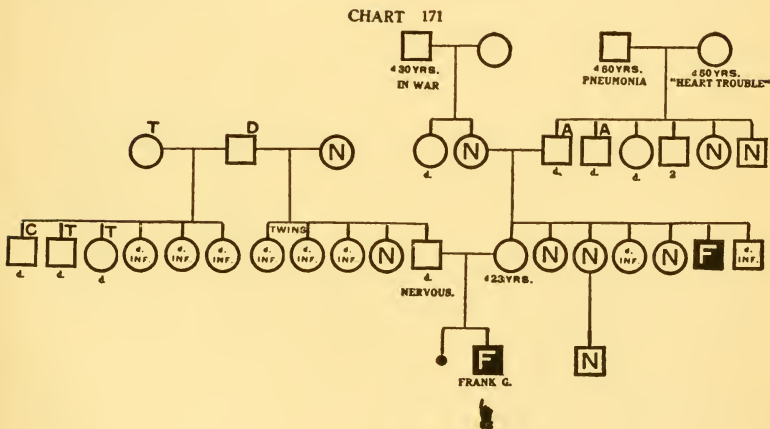 CHART 171
d 30 YRS.
IN WAR
d 60 YRS.
PNEUMONIA
d 50 YRS.
"HEART TROUBLE"
T D N
d. N A d. A d. d. 2 N N
C d. T d. T d. d. INF. d. INF. d. INF. TWINS d. INF. d. INF. d. INF. N d. NERVOUS.
d 23 YRS. N N d. INF. N F d. INF.
F N
FRANK G.